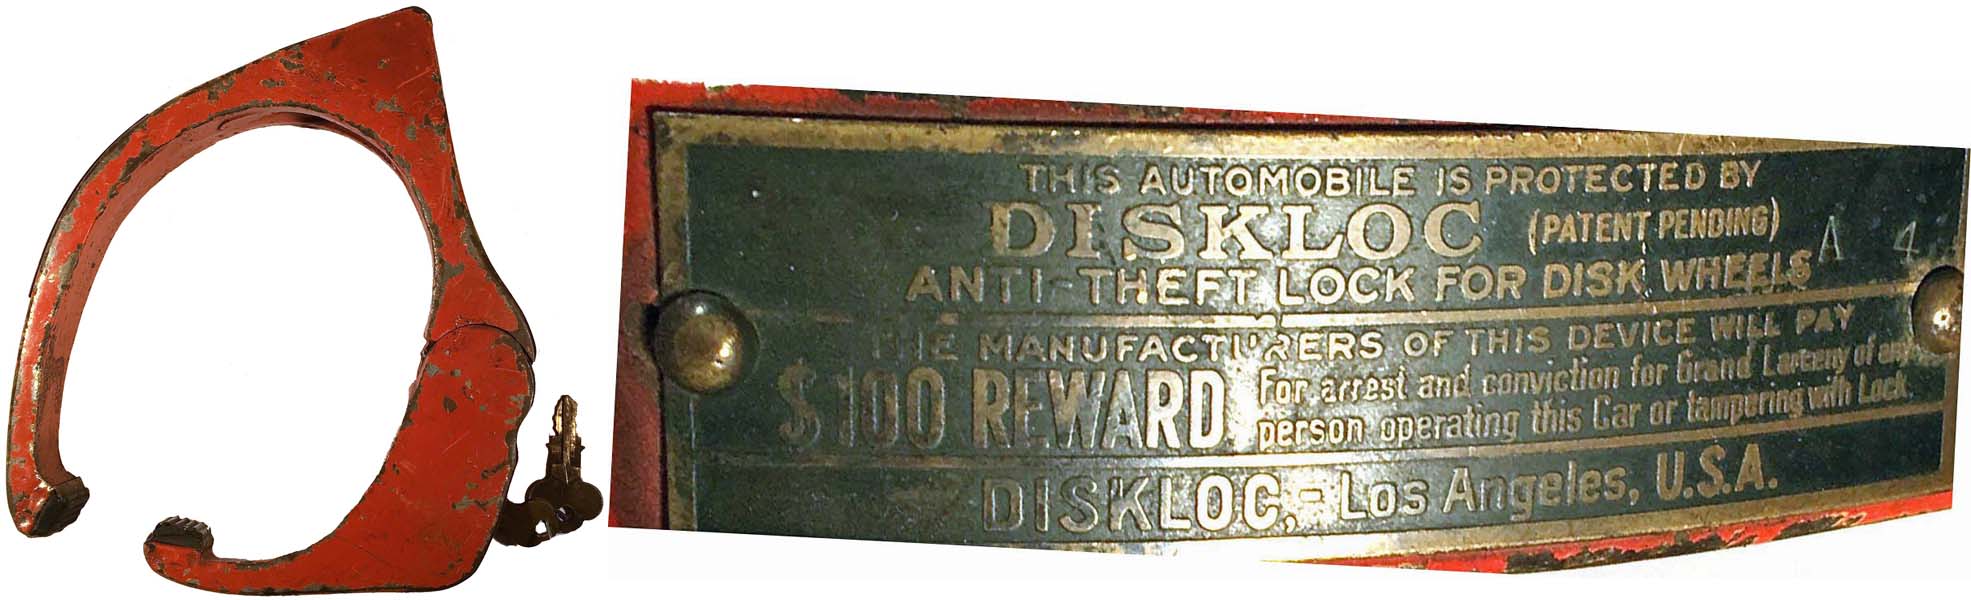 THIS AUTOMOBILE IS PROTECTED BY
DISKLOC (PATENT PENDING) A 4
ANTI-THEFT LOCK FOR DISK WHEELS
THE MANUFACTURERS OF THIS DEVICE WILL PAY
$100 REWARD For arrest and conviction for Grand Larceny of any
person operating this Car or tampering with Lock.
DISKLOC,- Los Angeles, U.S.A.